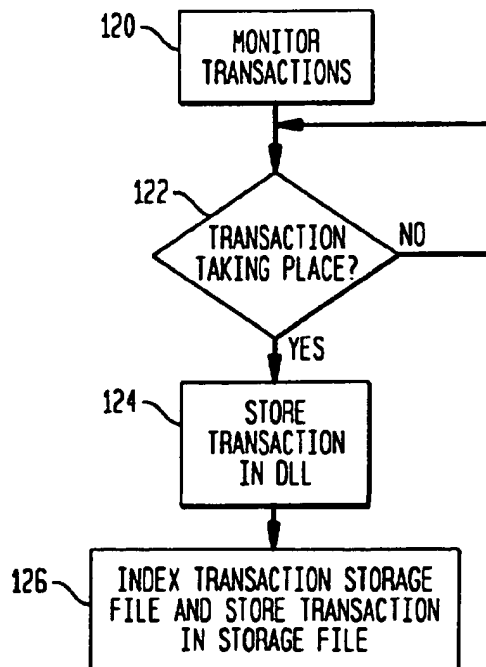 120
MONITOR
TRANSACTIONS
122
TRANSACTION
TAKING PLACE?
NO
YES
124
STORE
TRANSACTION
IN DLL
126
INDEX TRANSACTION STORAGE
FILE AND STORE TRANSACTION
IN STORAGE FILE